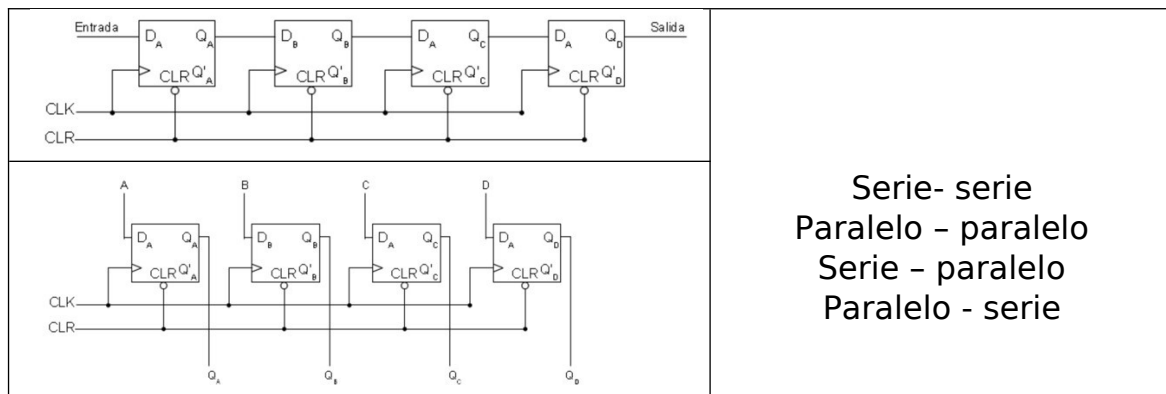 Entrada D_A Q_A D_B Q_B D_A Q_C D_A Q_D Salida
CLR Q'_A CLR Q'_B CLR Q'_C CLR Q'_D
CLK
CLR
A B C D
D_A Q_A D_B Q_B D_A Q_C D_A Q_D
CLR Q'_A CLR Q'_B CLR Q'_C CLR Q'_D
CLK
CLR
Q_A Q_B Q_C Q_D
Serie- serie
Paralelo – paralelo
Serie – paralelo
Paralelo - serie